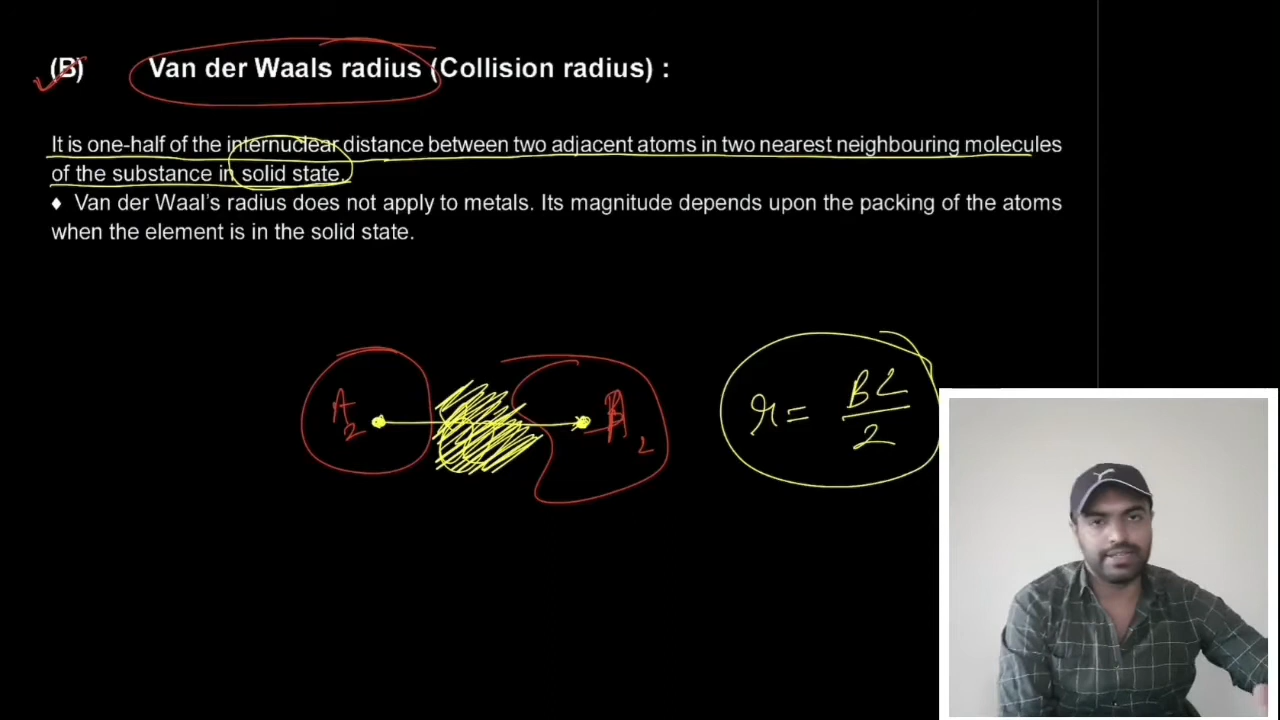 (B) Van der Waals radius (Collision radius) :
It is one-half of the internuclear distance between two adjacent atoms in two nearest neighbouring molecules
of the substance in solid state.
♦ Van der Waal's radius does not apply to metals. Its magnitude depends upon the packing of the atoms
when the element is in the solid state.
A2
r = BL/2